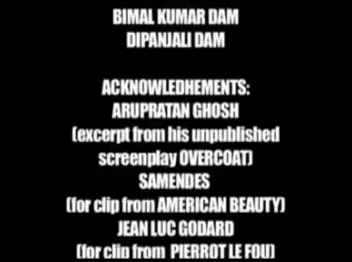 BIMAL KUMAR DAM
DIPANJALI DAM
ACKNOWLEDHEMENTS:
ARUPRATAN GHOSH
(excerpt from his unpublished
screenplay OVERCOAT)
SAMENDES
(for clip from AMERICAN BEAUTY)
JEAN LUC GODARD
(for clip from PIERROT LE FOU)